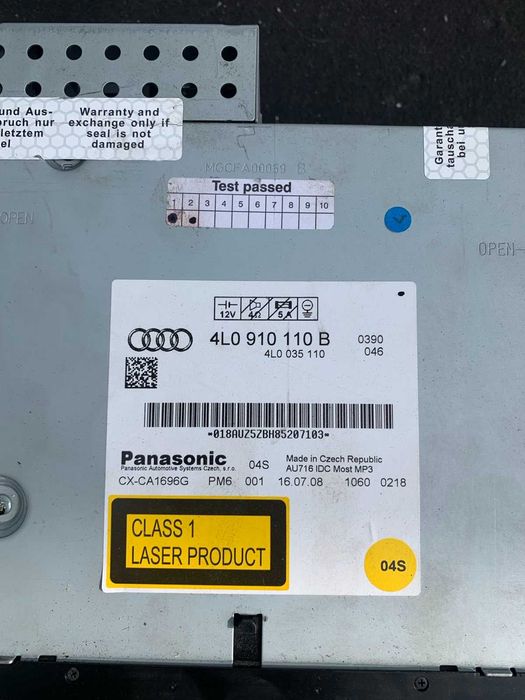 und Aus-
bruch nur
letztem
el
Warranty and
exchange only if
seal is not
damaged
Garant
tauscha
bei u
MGCFA00059 B
Test passed
1 2 3 4 5 6 7 8 9 10
OPEN
OPEN
12V 4Ω 5A
4L0 910 110 B
4L0 035 110
0390
046
-018AUZ5ZBH85207103-
Panasonic 04S
Panasonic Automotive Systems Czech, s.r.o.
Made in Czech Republic
AU716 IDC Most MP3
CX-CA1696G PM6 001 16.07.08 1060 0218
CLASS 1
LASER PRODUCT
04S